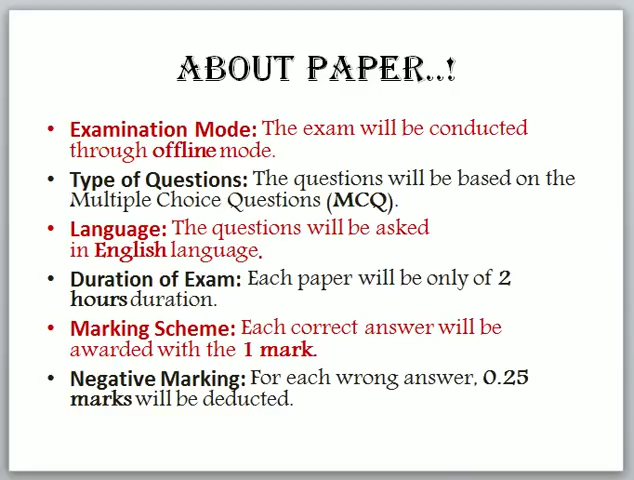 ABOUT PAPER..!
• Examination Mode: The exam will be conducted
through offline mode.
• Type of Questions: The questions will be based on the
Multiple Choice Questions (MCQ).
• Language: The questions will be asked
in English language.
• Duration of Exam: Each paper will be only of 2
hours duration.
• Marking Scheme: Each correct answer will be
awarded with the 1 mark.
• Negative Marking: For each wrong answer, 0.25
marks will be deducted.